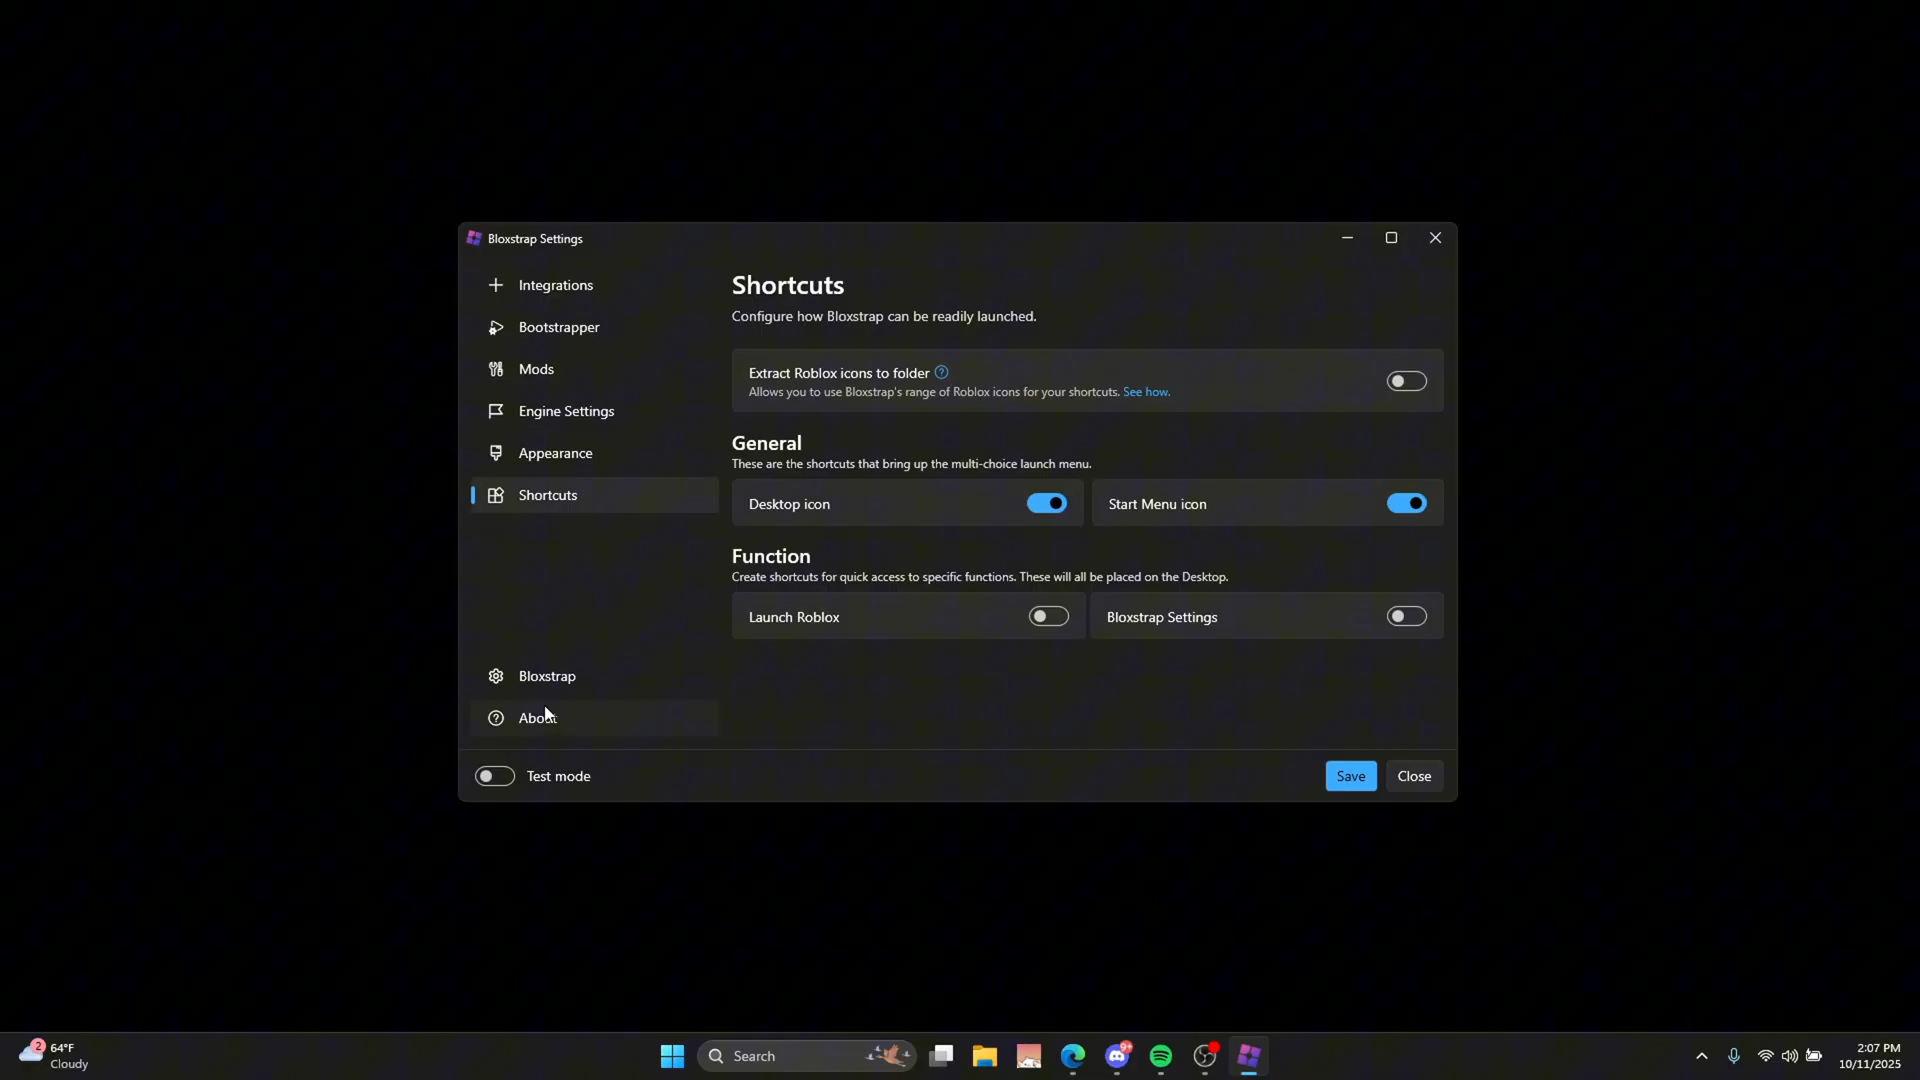 Bloxstrap Settings
Integrations
Bootstrapper
Mods
Engine Settings
Appearance
Shortcuts
Bloxstrap
About
Test mode
Shortcuts
Configure how Bloxstrap can be readily launched.
Extract Roblox icons to folder
Allows you to use Bloxstrap's range of Roblox icons for your shortcuts. See how.
General
These are the shortcuts that bring up the multi-choice launch menu.
Desktop icon
Start Menu icon
Function
Create shortcuts for quick access to specific functions. These will all be placed on the Desktop.
Launch Roblox
Bloxstrap Settings
Save
Close
2
64°F
Cloudy
Search
9+
2:07 PM
10/11/2025